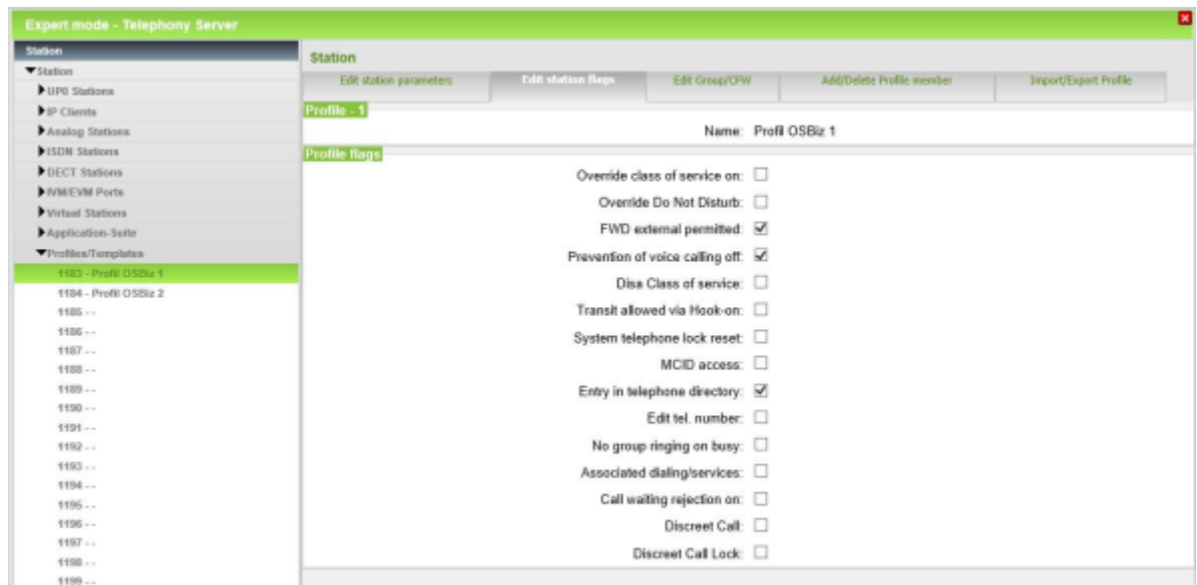 Expert mode - Telephony Server
Station
Station
UP0 Stations
IP Clients
Analog Stations
ISDN Stations
DECT Stations
IVM/EVM Ports
Virtual Stations
Application-Suite
Profiles/Templates
1183 - Profil OSBiz 1
1184 - Profil OSBiz 2
1185 - -
1186 - -
1187 - -
1188 - -
1189 - -
1190 - -
1191 - -
1192 - -
1193 - -
1194 - -
1195 - -
1196 - -
1197 - -
1198 - -
1199 - -
Station
Edit station parameters Edit station flags Edit Group/CFW Add/Delete Profile member Import/Export Profile
Profile - 1
Name: Profil OSBiz 1
Profile flags
Override class of service on:
Override Do Not Disturb:
FWD external permitted:
Prevention of voice calling off:
Disa Class of service:
Transit allowed via Hook-on:
System telephone lock reset:
MCID access:
Entry in telephone directory:
Edit tel. number:
No group ringing on busy:
Associated dialing/services:
Call waiting rejection on:
Discreet Call:
Discreet Call Lock: